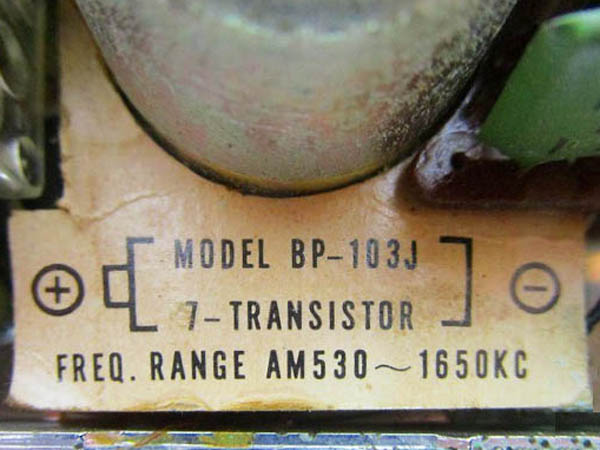 MODEL BP-103J
7-TRANSISTOR
+ −
FREQ. RANGE AM530~1650KC